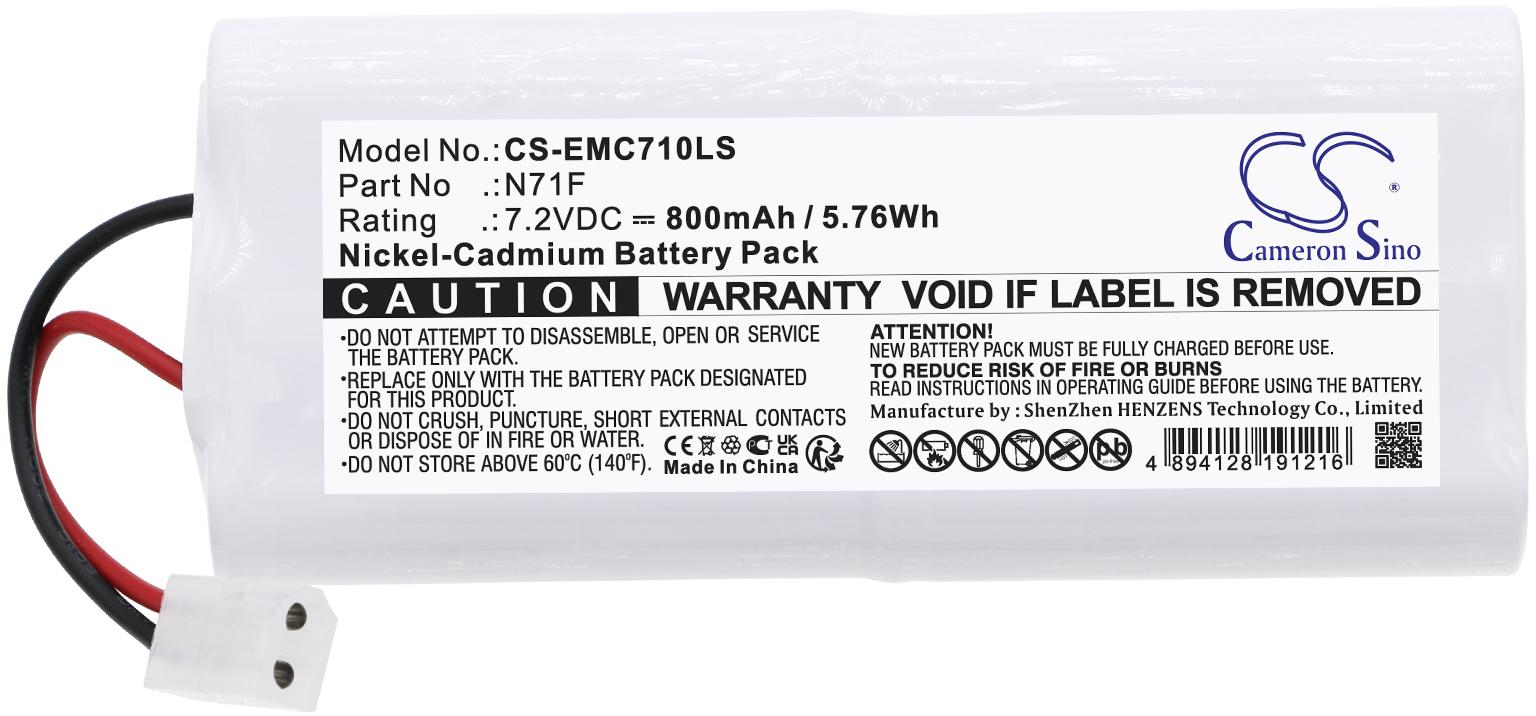 Model No.: CS-EMC710LS
Part No .: N71F
Rating .: 7.2VDC ⎓ 800mAh / 5.76Wh
Nickel-Cadmium Battery Pack
CS ®
Cameron Sino
CAUTION WARRANTY VOID IF LABEL IS REMOVED
•DO NOT ATTEMPT TO DISASSEMBLE, OPEN OR SERVICE
THE BATTERY PACK.
•REPLACE ONLY WITH THE BATTERY PACK DESIGNATED
FOR THIS PRODUCT.
•DO NOT CRUSH, PUNCTURE, SHORT EXTERNAL CONTACTS
OR DISPOSE OF IN FIRE OR WATER.
•DO NOT STORE ABOVE 60℃ (140℉).
CE UK CA
Made In China
ATTENTION!
NEW BATTERY PACK MUST BE FULLY CHARGED BEFORE USE.
TO REDUCE RISK OF FIRE OR BURNS
READ INSTRUCTIONS IN OPERATING GUIDE BEFORE USING THE BATTERY.
Manufacture by : ShenZhen HENZENS Technology Co., Limited
Pb
4 894128 191216